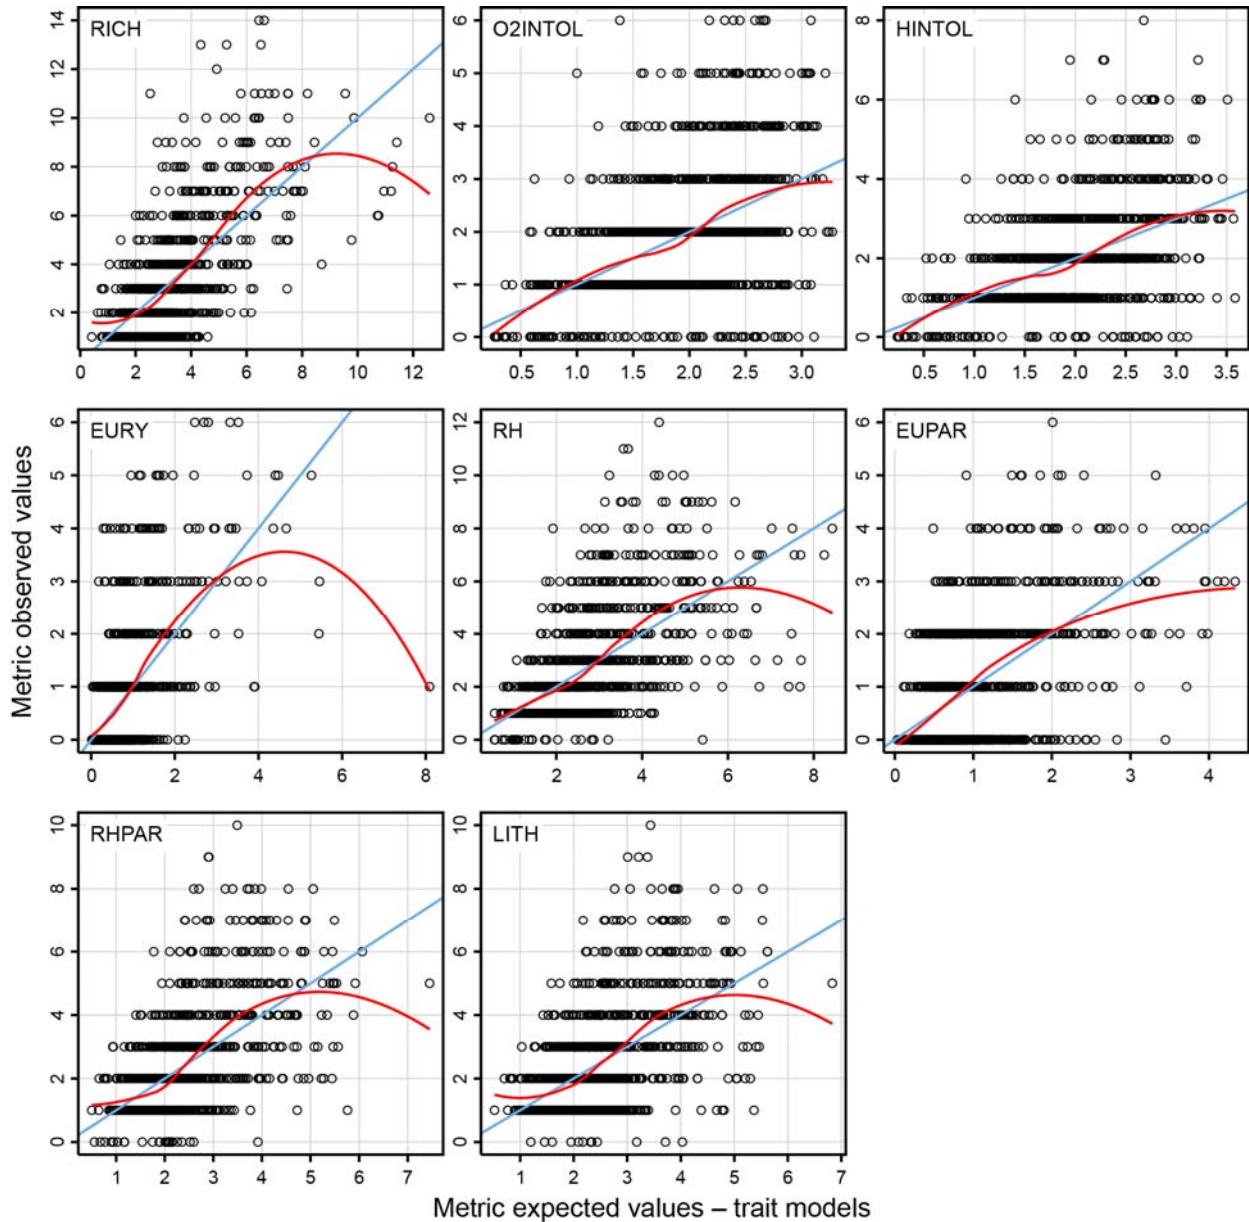 RICH
14
12
10
8
6
4
2
0 2 4 6 8 10 12
O2INTOL
6
5
4
3
2
1
0
0.5 1.0 1.5 2.0 2.5 3.0
HINTOL
8
6
4
2
0
0.5 1.0 1.5 2.0 2.5 3.0 3.5
EURY
6
5
4
3
2
1
0
0 2 4 6 8
RH
12
10
8
6
4
2
0
2 4 6 8
EUPAR
6
5
4
3
2
1
0
0 1 2 3 4
RHPAR
10
8
6
4
2
0
1 2 3 4 5 6 7
LITH
10
8
6
4
2
0
1 2 3 4 5 6 7
Metric observed values
Metric expected values – trait models